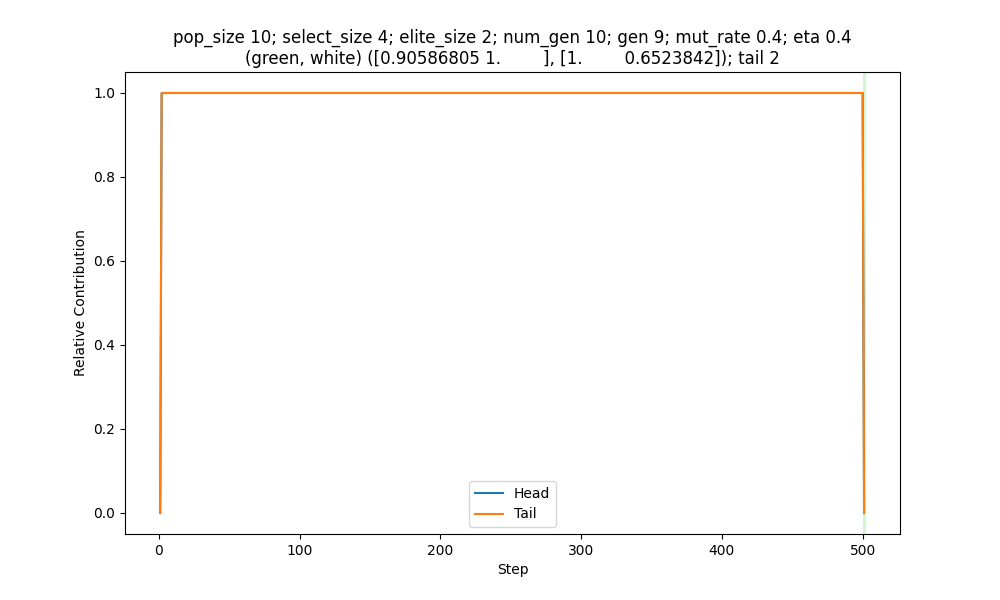 pop_size 10; select_size 4; elite_size 2; num_gen 10; gen 9; mut_rate 0.4; eta 0.4
(green, white) ([0.90586805 1.        ], [1.        0.6523842]); tail 2
1.0
0.8
0.6
0.4
0.2
0.0
Relative Contribution
Head
Tail
0 100 200 300 400 500
Step